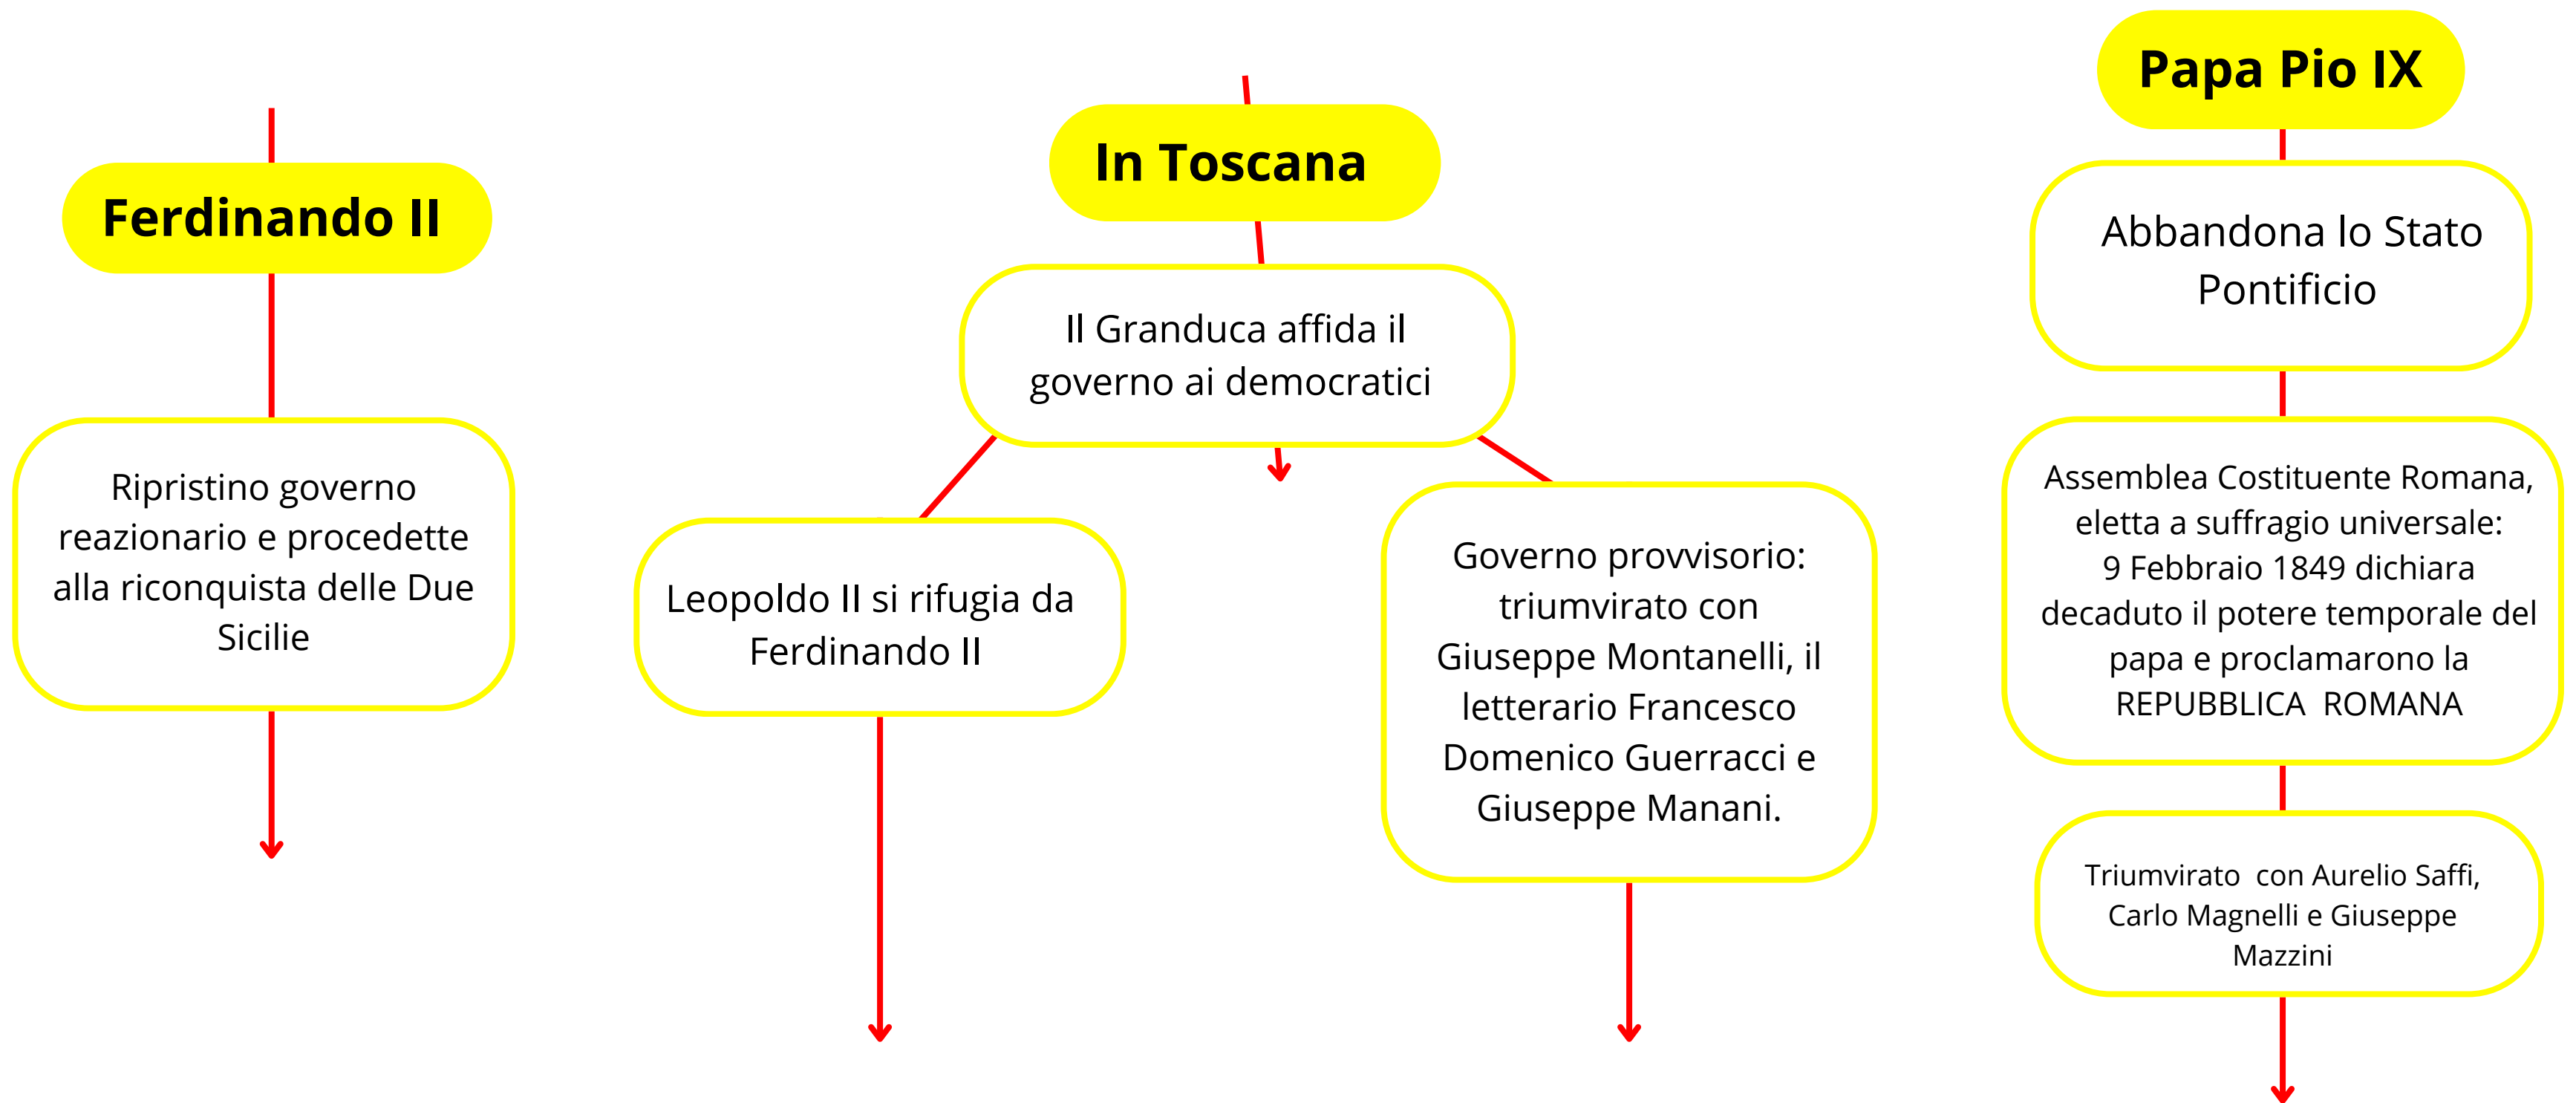 Ferdinando II
Ripristino governo
reazionario e procedette
alla riconquista delle Due
Sicilie
In Toscana
Il Granduca affida il
governo ai democratici
Leopoldo II si rifugia da
Ferdinando II
Governo provvisorio:
triumvirato con
Giuseppe Montanelli, il
letterario Francesco
Domenico Guerracci e
Giuseppe Manani.
Papa Pio IX
Abbandona lo Stato
Pontificio
Assemblea Costituente Romana,
eletta a suffragio universale:
9 Febbraio 1849 dichiara
decaduto il potere temporale del
papa e proclamarono la
REPUBBLICA  ROMANA
Triumvirato  con Aurelio Saffi,
Carlo Magnelli e Giuseppe
Mazzini